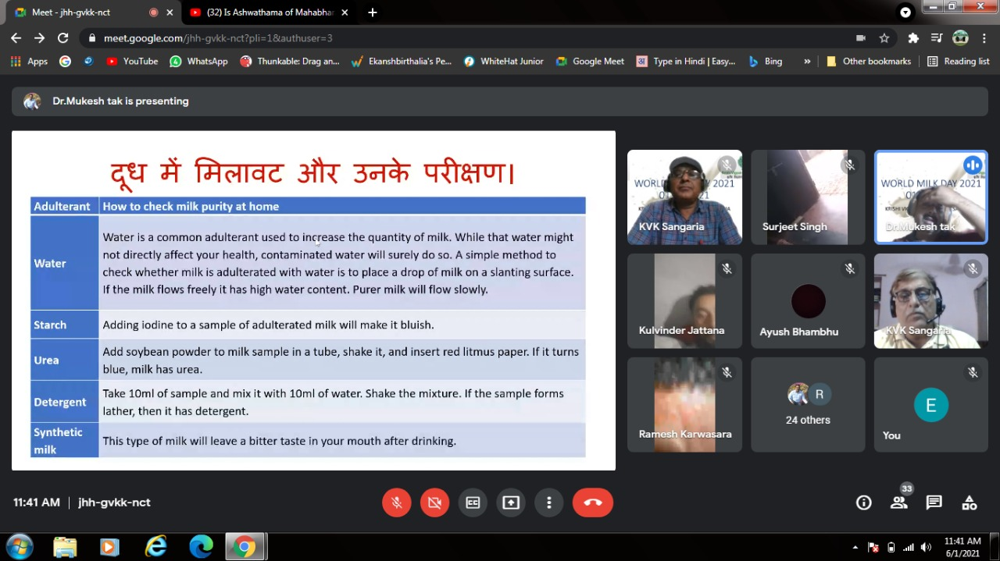 Meet - jhh-gvkk-nct
(32) Is Ashwathama of Mahabhar
meet.google.com/jhh-gvkk-nct?pli=1&authuser=3
Apps
YouTube
WhatsApp
Thunkable: Drag an...
Ekanshbirthalia's Pe...
WhiteHat Junior
Google Meet
Type in Hindi | Easy...
Bing
»
Other bookmarks
Reading list
Dr.Mukesh tak is presenting
दूध में मिलावट और उनके परीक्षण।
Adulterant How to check milk purity at home
Water
Water is a common adulterant used to increase the quantity of milk. While that water might
not directly affect your health, contaminated water will surely do so. A simple method to
check whether milk is adulterated with water is to place a drop of milk on a slanting surface.
If the milk flows freely it has high water content. Purer milk will flow slowly.
Starch
Adding iodine to a sample of adulterated milk will make it bluish.
Urea
Add soybean powder to milk sample in a tube, shake it, and insert red litmus paper. If it turns
blue, milk has urea.
Detergent
Take 10ml of sample and mix it with 10ml of water. Shake the mixture. If the sample forms
lather, then it has detergent.
Synthetic
milk
This type of milk will leave a bitter taste in your mouth after drinking.
WORLD
2021
KVK Sangaria
Surjeet Singh
WORLD MILK DAY 2021
KRISHI
Dr.Mukesh tak
Kulvinder Jattana
Ayush Bhambhu
KVK Sangaria
Ramesh Karwasara
R
24 others
E
You
11:41 AM | jhh-gvkk-nct
CC
33
11:41 AM
6/1/2021